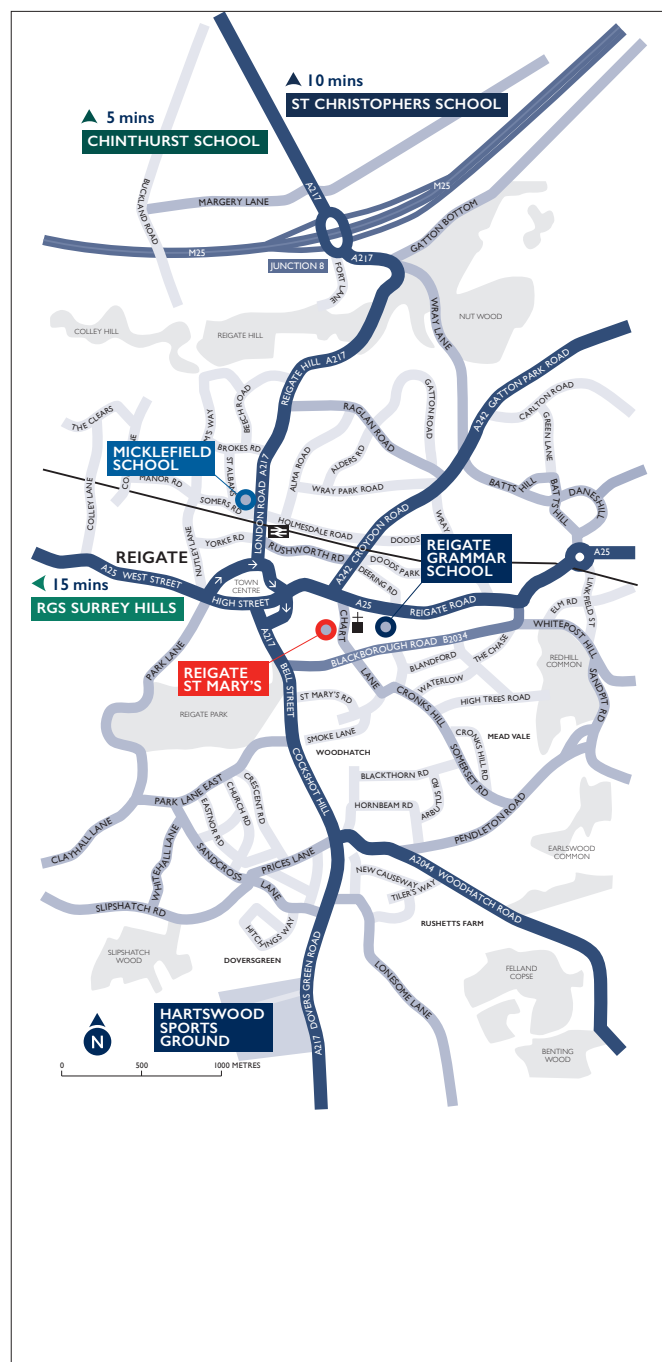 10 mins
ST CHRISTOPHERS SCHOOL
5 mins
CHINTHURST SCHOOL
A217
M25
BUCKLAND ROAD
MARGERY LANE
GATTON BOTTOM
M25
A217
JUNCTION 8
FORT LANE
NUT WOOD
WRAY LANE
COLLEY HILL
REIGATE HILL
REIGATE HILL A217
A242 GATTON PARK ROAD
BEECH ROAD
GATTON ROAD
CARLTON ROAD
THE CLEARS
RAGLAN ROAD
GREEN LANE
MICKLEFIELD
SCHOOL
BROKES RD
ST ALBANS
ALMA ROAD
ALDERS RD
MANOR RD
WRAY PARK ROAD
BATTS HILL
BATTS HILL
DANESHILL
SOMERS RD
LONDON ROAD A217
COLLEY LANE
HOLMESDALE ROAD
DOODS
WRAY
YORKE RD
RUSHWORTH RD
A242 CROYDON ROAD
REIGATE
GRAMMAR
SCHOOL
REIGATE
NUTLEY LANE
A25
A25 WEST STREET
DOODS PARK
DEERING RD
15 mins
RGS SURREY HILLS
TOWN
CENTRE
HIGH STREET
A25
REIGATE ROAD
ELM RD
LINKFIELD ST
CHART
LANE
A217
BELL STREET
BLACKBOROUGH ROAD B2034
WHITEPOST HILL
REDHILL
COMMON
REIGATE
ST MARY'S
PARK LANE
BLANDFORD
THE CHASE
WATERLOW
ST MARY'S RD
CRONKS HILL
HIGH TREES ROAD
SANDPIT RD
REIGATE PARK
SMOKE LANE
WOODHATCH
CRONKS HILL RD
MEAD VALE
SOMERSET RD
COCKSHOT HILL
BLACKTHORN RD
ARBUTUS RD
HORNBEAM RD
PARK LANE EAST
CRESCENT RD
CHURCH RD
EASTNOR RD
PENDLETON ROAD
CLAYHALL LANE
WHITEHALL LANE
SANDCROSS
LANE
PRICES LANE
EARLSWOOD
COMMON
A2044 WOODHATCH ROAD
NEW CAUSEWAY
TILER'S WAY
SLIPSHATCH RD
HITCHINGS WAY
RUSHETTS FARM
SLIPSHATCH
WOOD
DOVERSGREEN
LONESOME LANE
FELLAND
COPSE
A217 DOVERS GREEN ROAD
HARTSWOOD
SPORTS
GROUND
N
BENTING
WOOD
0 500 1000 METRES